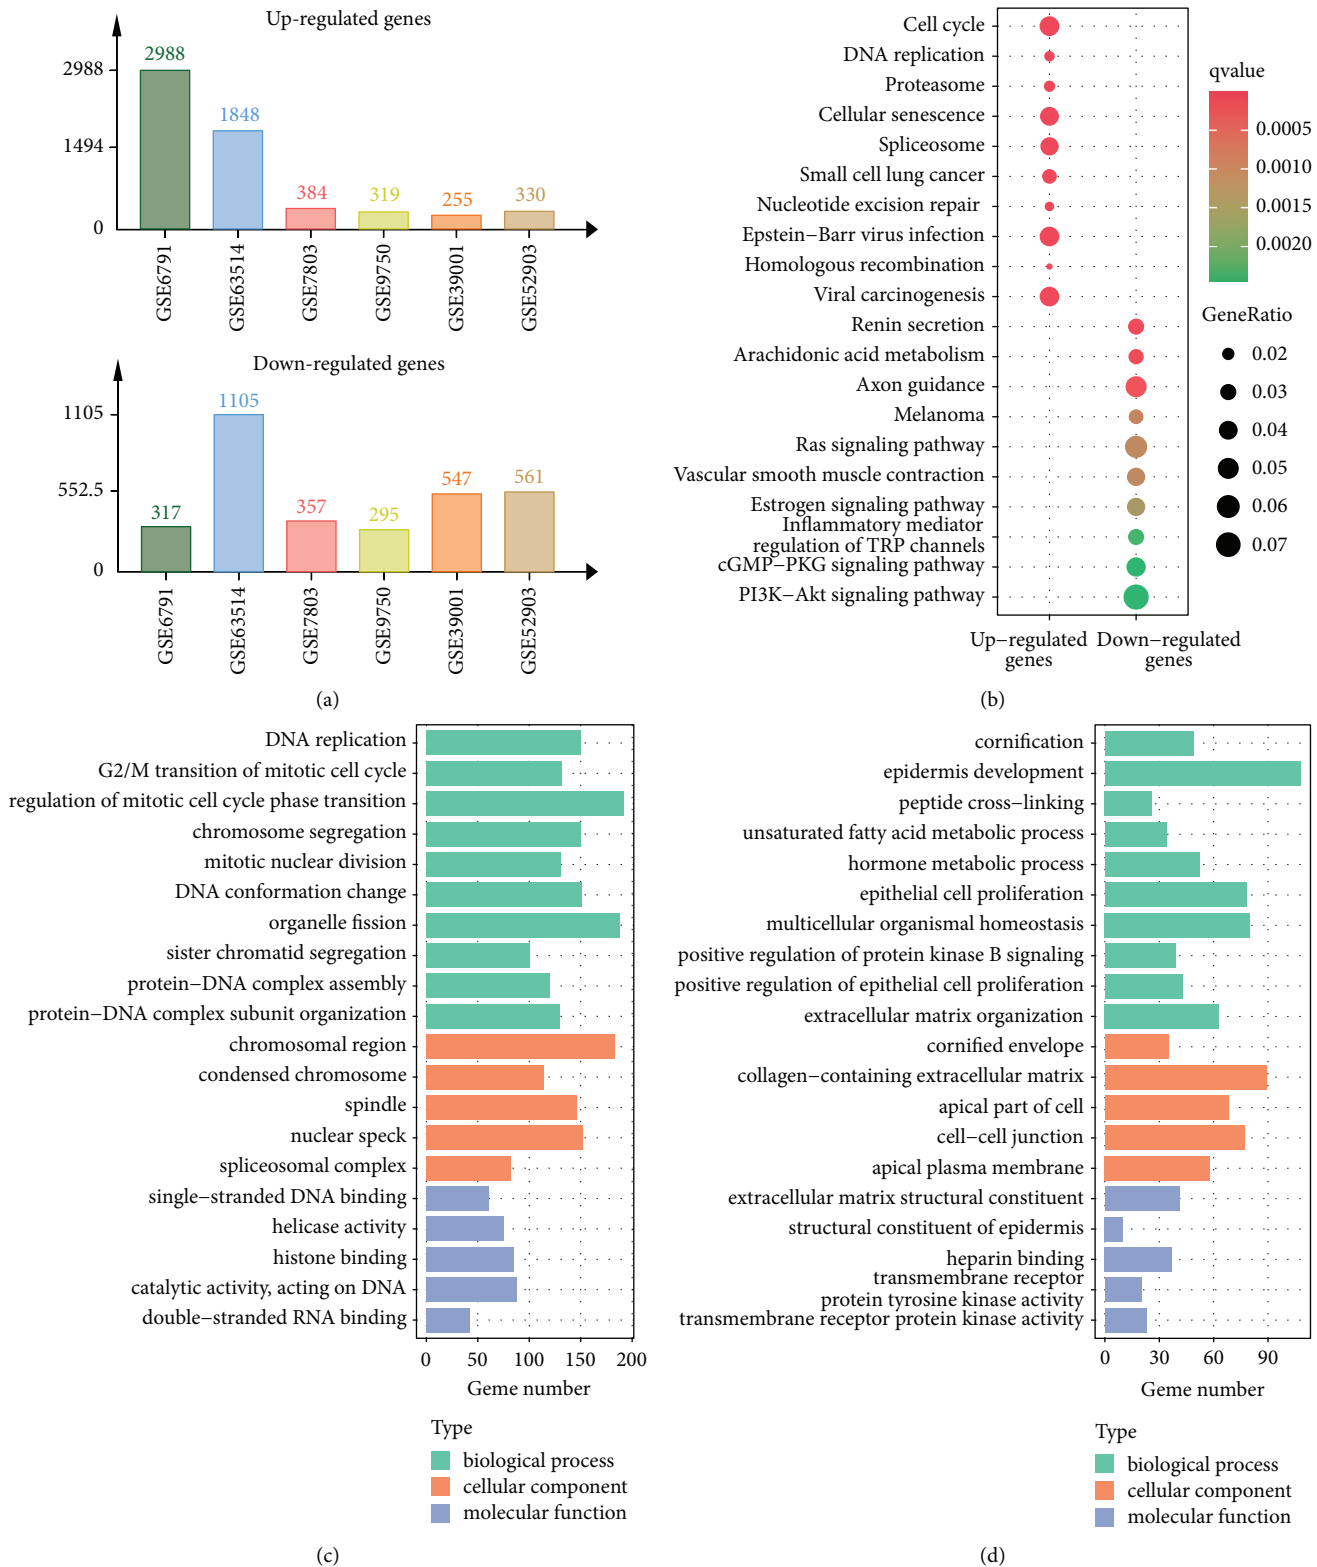 Up-regulated genes
2988
1494
0
2988
1848
384
319
255
330
GSE6791
GSE63514
GSE7803
GSE9750
GSE39001
GSE52903
Down-regulated genes
1105
552.5
0
317
1105
357
295
547
561
GSE6791
GSE63514
GSE7803
GSE9750
GSE39001
GSE52903
(a)
Cell cycle
DNA replication
Proteasome
Cellular senescence
Spliceosome
Small cell lung cancer
Nucleotide excision repair
Epstein−Barr virus infection
Homologous recombination
Viral carcinogenesis
Renin secretion
Arachidonic acid metabolism
Axon guidance
Melanoma
Ras signaling pathway
Vascular smooth muscle contraction
Estrogen signaling pathway
Inflammatory mediator
regulation of TRP channels
cGMP−PKG signaling pathway
PI3K−Akt signaling pathway
Up−regulated
genes
Down−regulated
genes
qvalue
0.0005
0.0010
0.0015
0.0020
GeneRatio
0.02
0.03
0.04
0.05
0.06
0.07
(b)
DNA replication
G2/M transition of mitotic cell cycle
regulation of mitotic cell cycle phase transition
chromosome segregation
mitotic nuclear division
DNA conformation change
organelle fission
sister chromatid segregation
protein−DNA complex assembly
protein−DNA complex subunit organization
chromosomal region
condensed chromosome
spindle
nuclear speck
spliceosomal complex
single−stranded DNA binding
helicase activity
histone binding
catalytic activity, acting on DNA
double−stranded RNA binding
0 50 100 150 200
Geme number
Type
biological process
cellular component
molecular function
(c)
cornification
epidermis development
peptide cross−linking
unsaturated fatty acid metabolic process
hormone metabolic process
epithelial cell proliferation
multicellular organismal homeostasis
positive regulation of protein kinase B signaling
positive regulation of epithelial cell proliferation
extracellular matrix organization
cornified envelope
collagen−containing extracellular matrix
apical part of cell
cell−cell junction
apical plasma membrane
extracellular matrix structural constituent
structural constituent of epidermis
heparin binding
transmembrane receptor
protein tyrosine kinase activity
transmembrane receptor protein kinase activity
0 30 60 90
Geme number
Type
biological process
cellular component
molecular function
(d)